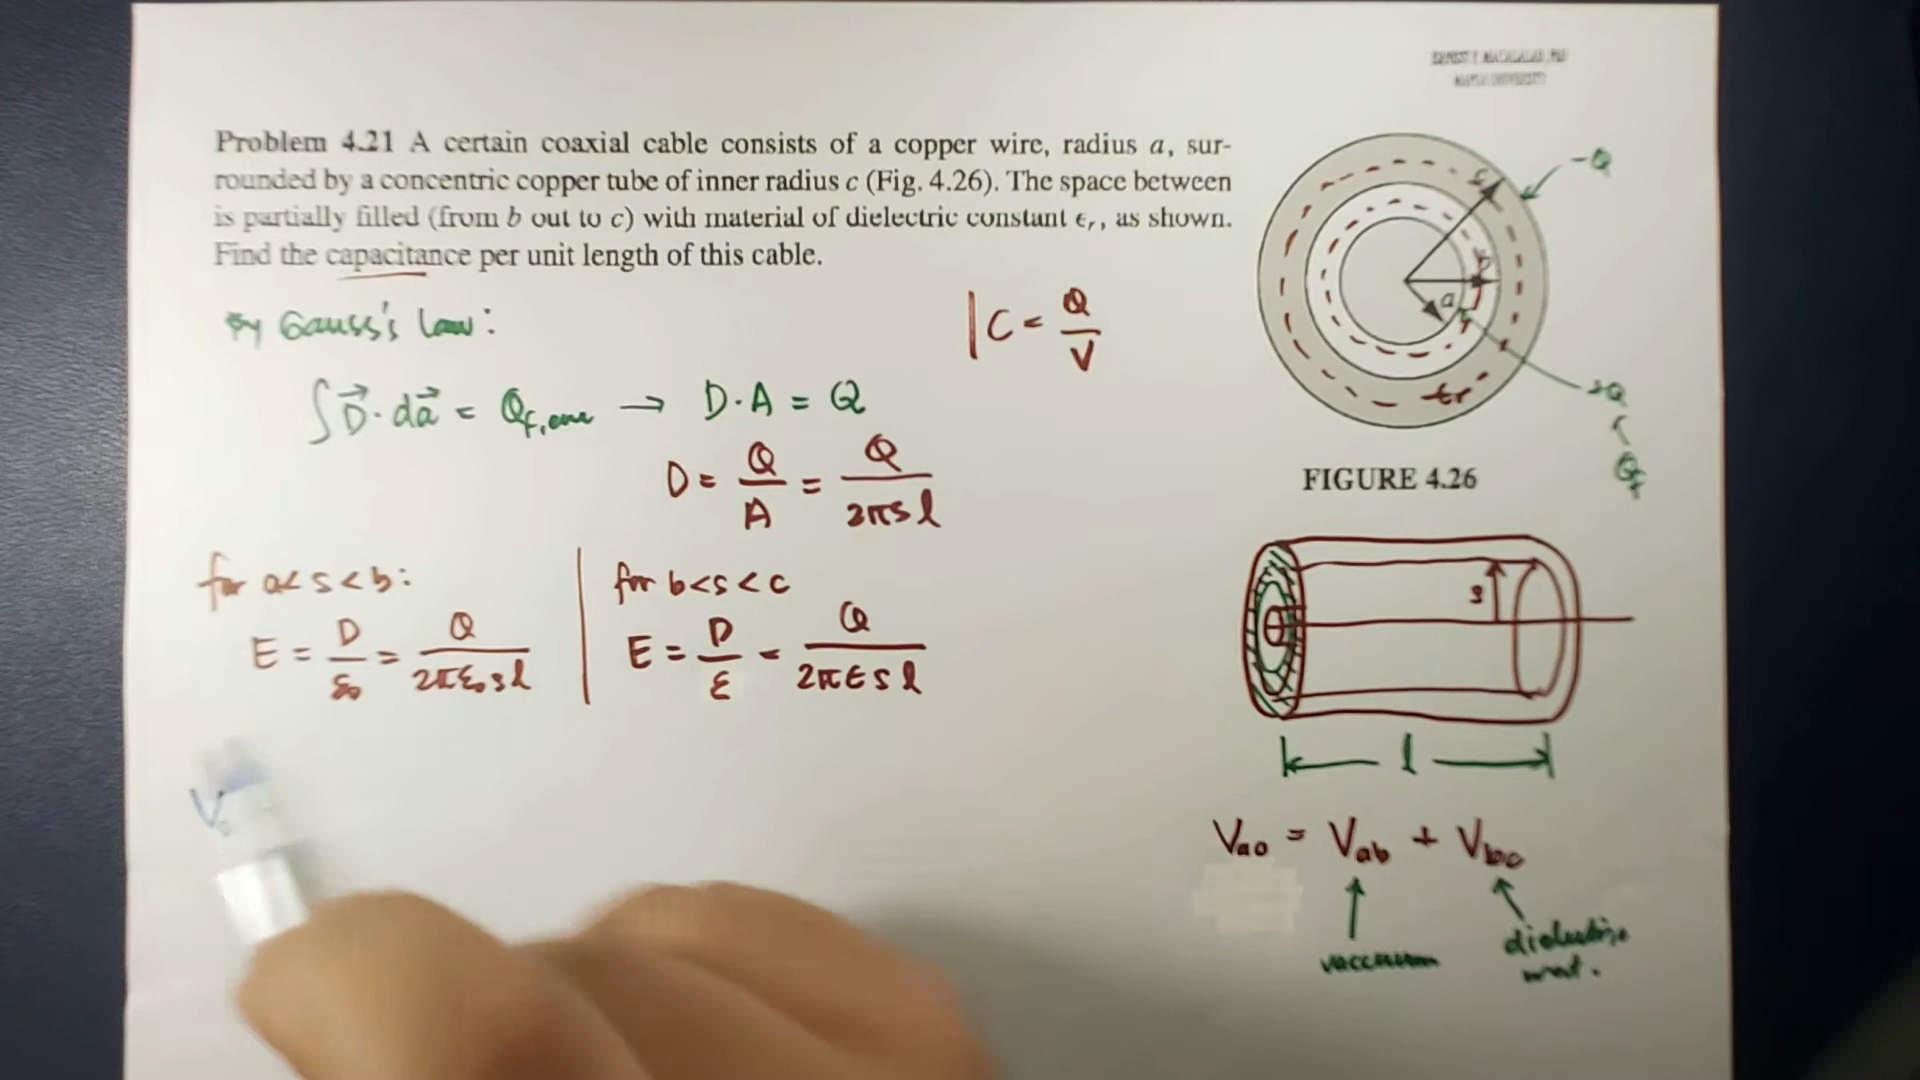 Problem 4.21 A certain coaxial cable consists of a copper wire, radius a, sur-
rounded by a concentric copper tube of inner radius c (Fig. 4.26). The space between
is partially filled (from b out to c) with material of dielectric constant ϵr, as shown.
Find the capacitance per unit length of this cable.
By Gauss's law:
∫D⃗·da⃗ = Qf,enc → D·A = Q
D = Q/A = Q/2πsl
|C = Q/V
for a<s<b:
E = D/ε₀ = Q/2πε₀sl
for b<s<c
E = D/ε = Q/2πεsl
V
-Q
c
b
a
εr
+Q
Qf
FIGURE 4.26
s
l
Vac = Vab + Vbc
vaccuum
dielectric
mat.